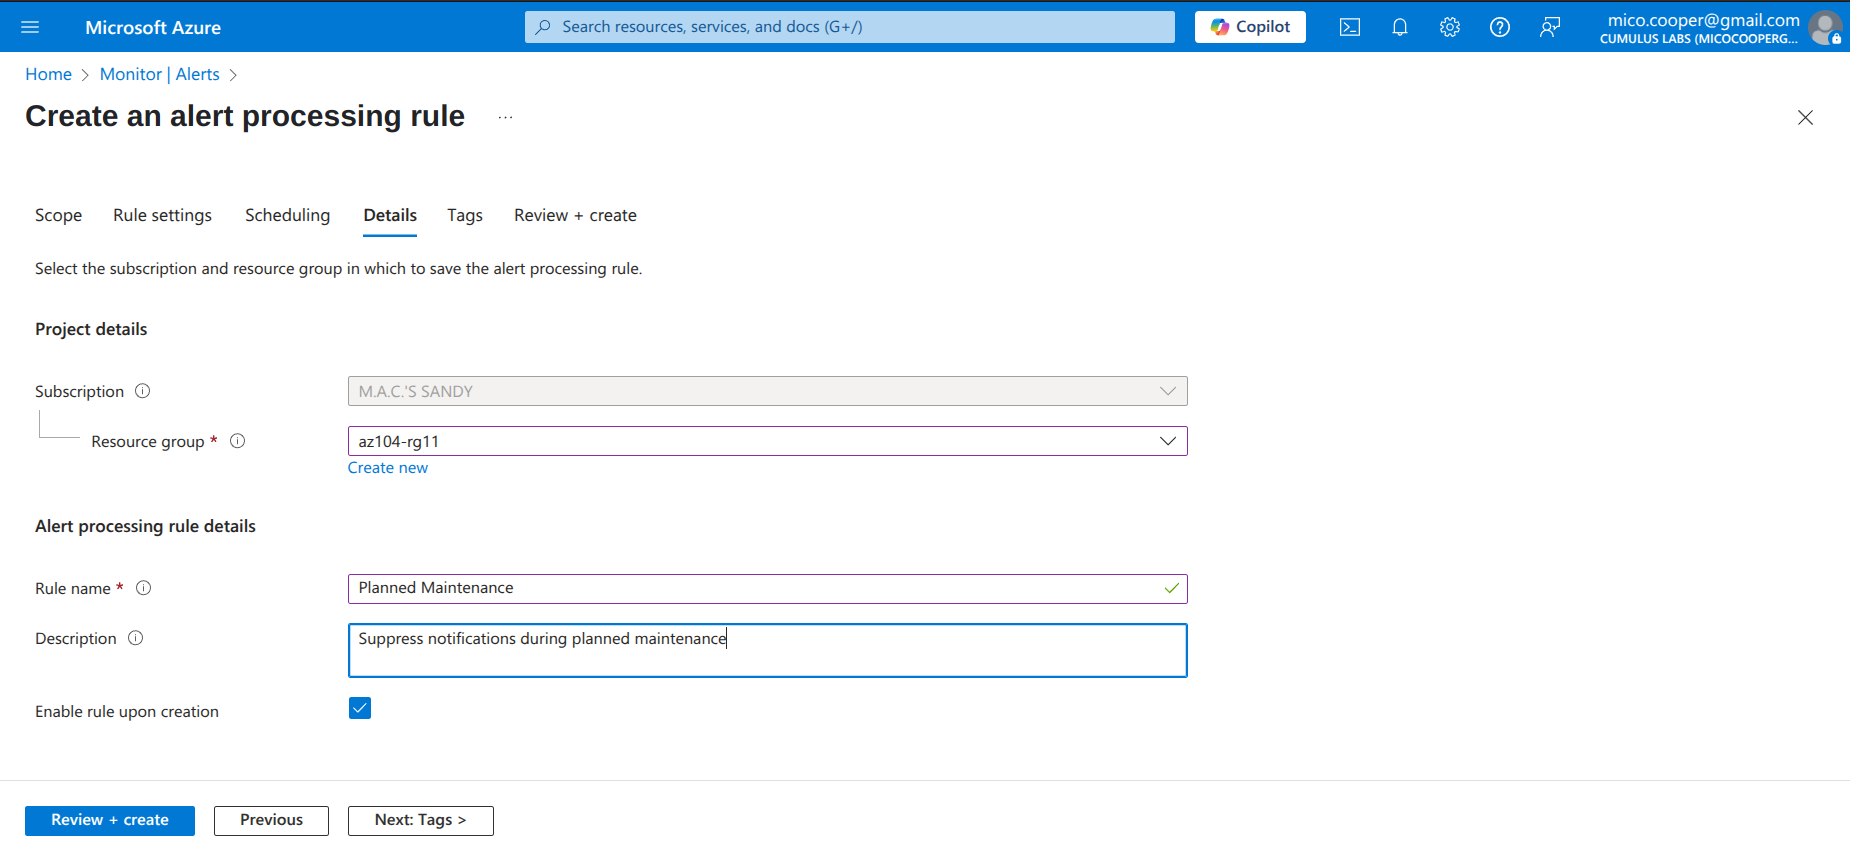 Microsoft Azure
Search resources, services, and docs (G+/)
Copilot
mico.cooper@gmail.com
CUMULUS LABS (MICOCOOPERG...
Home > Monitor | Alerts >
Create an alert processing rule ...
Scope Rule settings Scheduling Details Tags Review + create
Select the subscription and resource group in which to save the alert processing rule.
Project details
Subscription M.A.C.'S SANDY
Resource group * az104-rg11
Create new
Alert processing rule details
Rule name * Planned Maintenance
Description Suppress notifications during planned maintenance
Enable rule upon creation
Review + create Previous Next: Tags >